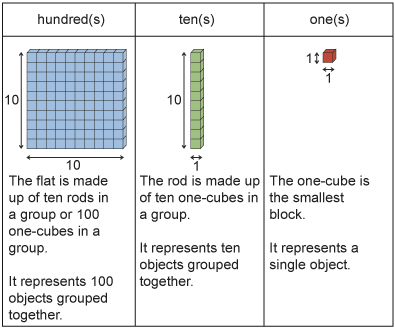 hundred(s)
ten(s)
one(s)
10
10
10
1
1
1
The flat is made
up of ten rods in
a group or 100
one-cubes in a
group.
It represents 100
objects grouped
together.
The rod is made up
of ten one-cubes in
a group.
It represents ten
objects grouped
together.
The one-cube is
the smallest
block.
It represents a
single object.